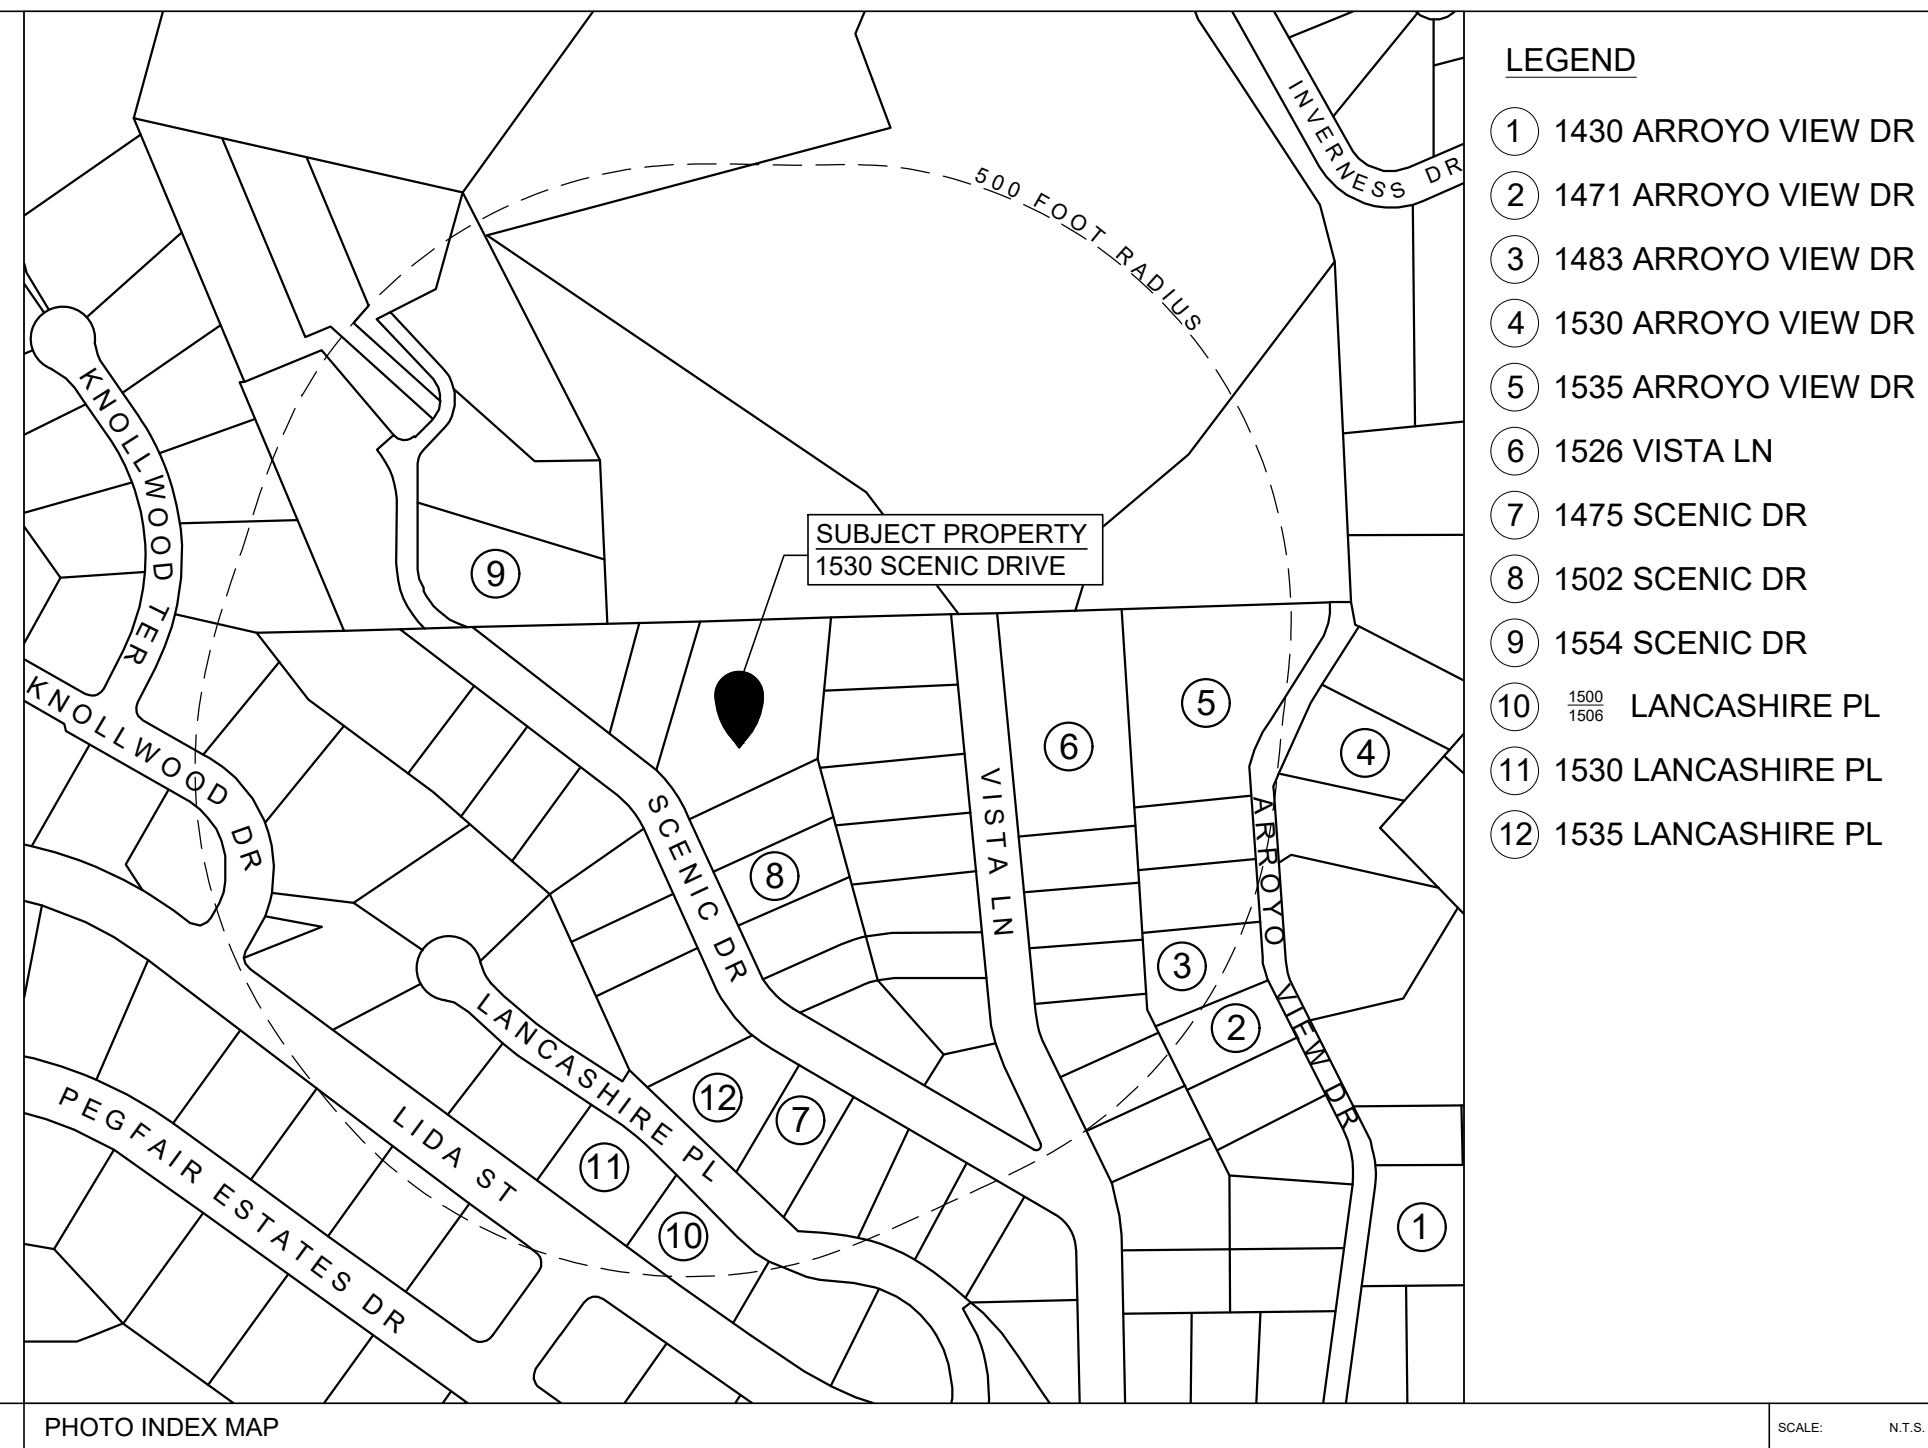 INVERNESS DR
500 FOOT RADIUS
KNOLLWOOD TER
SUBJECT PROPERTY
1530 SCENIC DRIVE
9
KNOLLWOOD DR
5
6
4
SCENIC DR
VISTA LN
ARROYO VIEW DR
8
3
2
LANCASHIRE PL
12
7
11
10
1
LIDA ST
PEGFAIR ESTATES DR
LEGEND
1 1430 ARROYO VIEW DR
2 1471 ARROYO VIEW DR
3 1483 ARROYO VIEW DR
4 1530 ARROYO VIEW DR
5 1535 ARROYO VIEW DR
6 1526 VISTA LN
7 1475 SCENIC DR
8 1502 SCENIC DR
9 1554 SCENIC DR
10 1500/1506 LANCASHIRE PL
11 1530 LANCASHIRE PL
12 1535 LANCASHIRE PL
PHOTO INDEX MAP
SCALE: N.T.S.